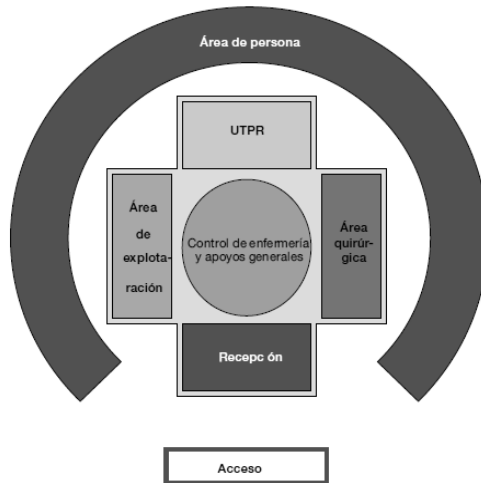 Área de persona
UTPR
Área
de
explota-
ración
Control de enfermería
y apoyos generales
Área
quirúr-
gica
Recepc ón
Acceso